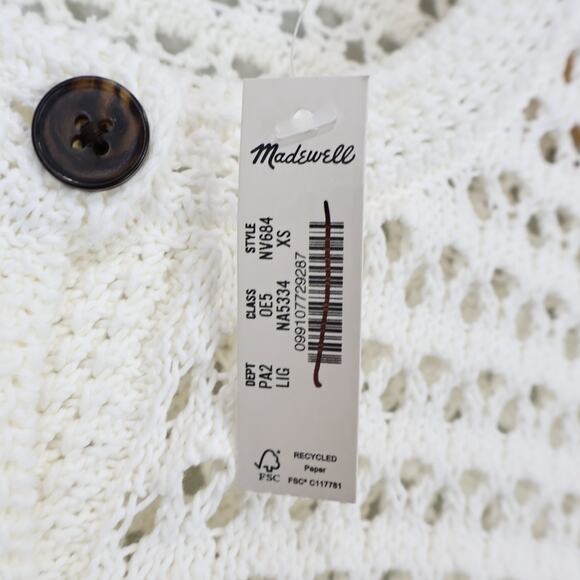 Madewell
DEPT CLASS STYLE
PA2 OE5 NV684
LIG NA5334 XS
099107729287
FSC
RECYCLED
Paper
FSC® C117781